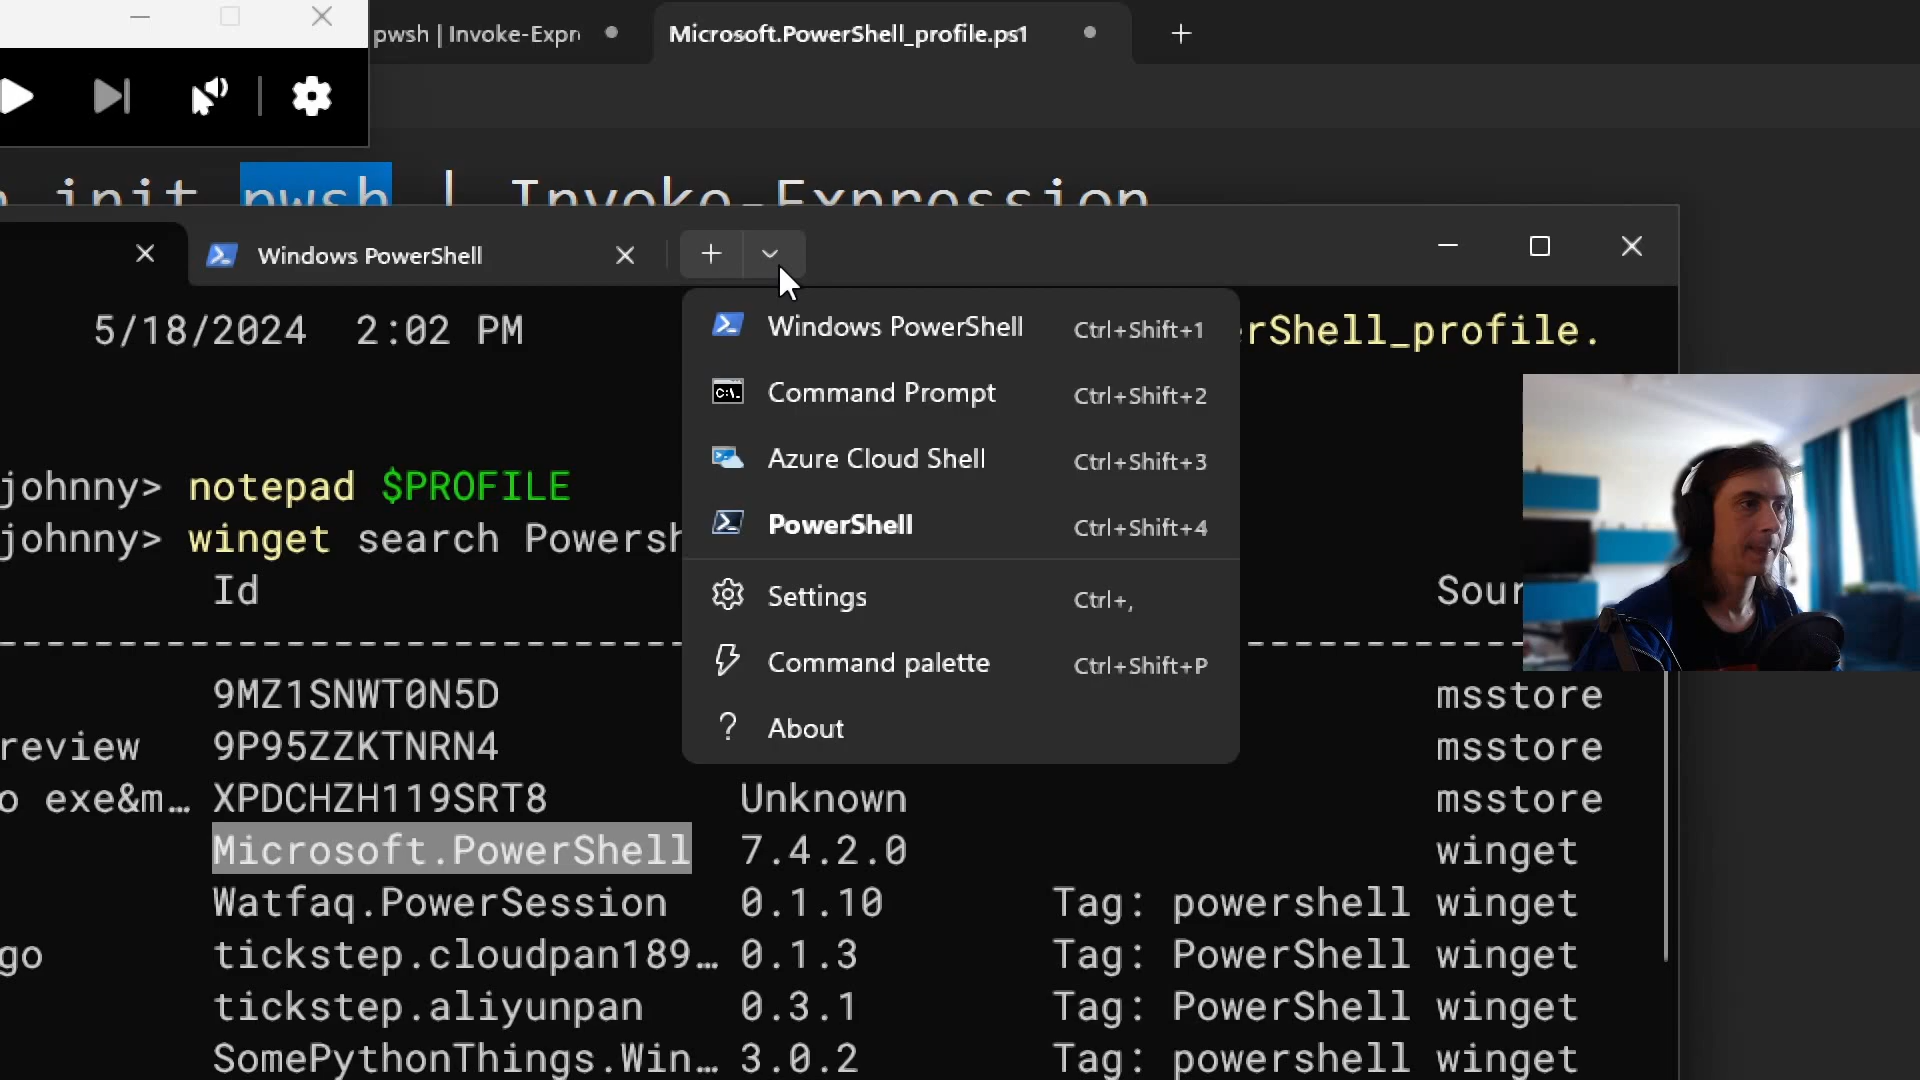 pwsh | Invoke-Expr
Microsoft.PowerShell_profile.ps1
init pwsh | Invoke-Expression
Windows PowerShell
5/18/2024 2:02 PM
rShell_profile.
Windows PowerShell Ctrl+Shift+1
Command Prompt Ctrl+Shift+2
Azure Cloud Shell Ctrl+Shift+3
PowerShell Ctrl+Shift+4
Settings Ctrl+,
Command palette Ctrl+Shift+P
? About
johnny> notepad $PROFILE
johnny> winget search Powersh
Id Sour
9MZ1SNWT0N5D msstore
review 9P95ZZKTNRN4 msstore
o exe&m… XPDCHZH119SRT8 Unknown msstore
Microsoft.PowerShell 7.4.2.0 winget
Watfaq.PowerSession 0.1.10 Tag: powershell winget
go tickstep.cloudpan189… 0.1.3 Tag: PowerShell winget
tickstep.aliyunpan 0.3.1 Tag: PowerShell winget
SomePythonThings.Win… 3.0.2 Tag: powershell winget